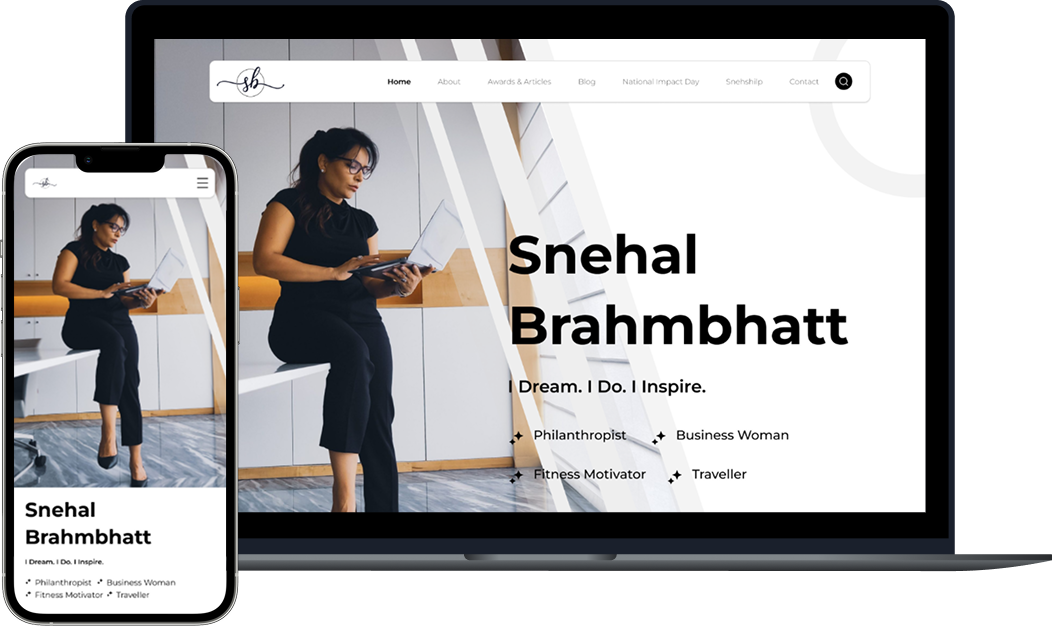 sb
Home About Awards & Articles Blog National Impact Day Snehshilp Contact
Snehal
Brahmbhatt
I Dream. I Do. I Inspire.
Philanthropist Business Woman
Fitness Motivator Traveller
sb
Snehal
Brahmbhatt
I Dream. I Do. I Inspire.
Philanthropist Business Woman
Fitness Motivator Traveller